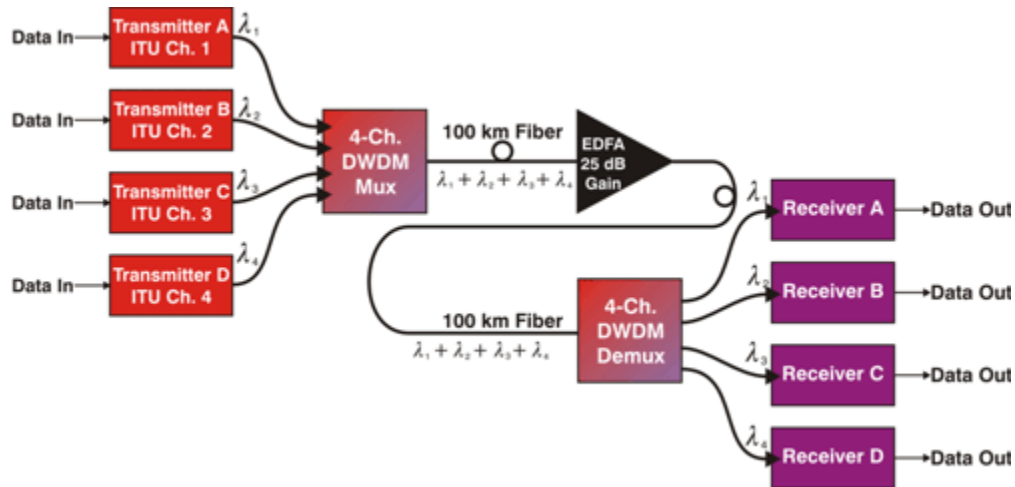 Data In
Transmitter A
ITU Ch. 1
λ₁
Data In
Transmitter B
ITU Ch. 2
λ₂
Data In
Transmitter C
ITU Ch. 3
λ₃
Data In
Transmitter D
ITU Ch. 4
λ₄
4-Ch.
DWDM
Mux
100 km Fiber
λ₁ + λ₂ + λ₃ + λ₄
EDFA
25 dB
Gain
100 km Fiber
λ₁ + λ₂ + λ₃ + λ₄
4-Ch.
DWDM
Demux
λ₁
Receiver A
Data Out
λ₂
Receiver B
Data Out
λ₃
Receiver C
Data Out
λ₄
Receiver D
Data Out